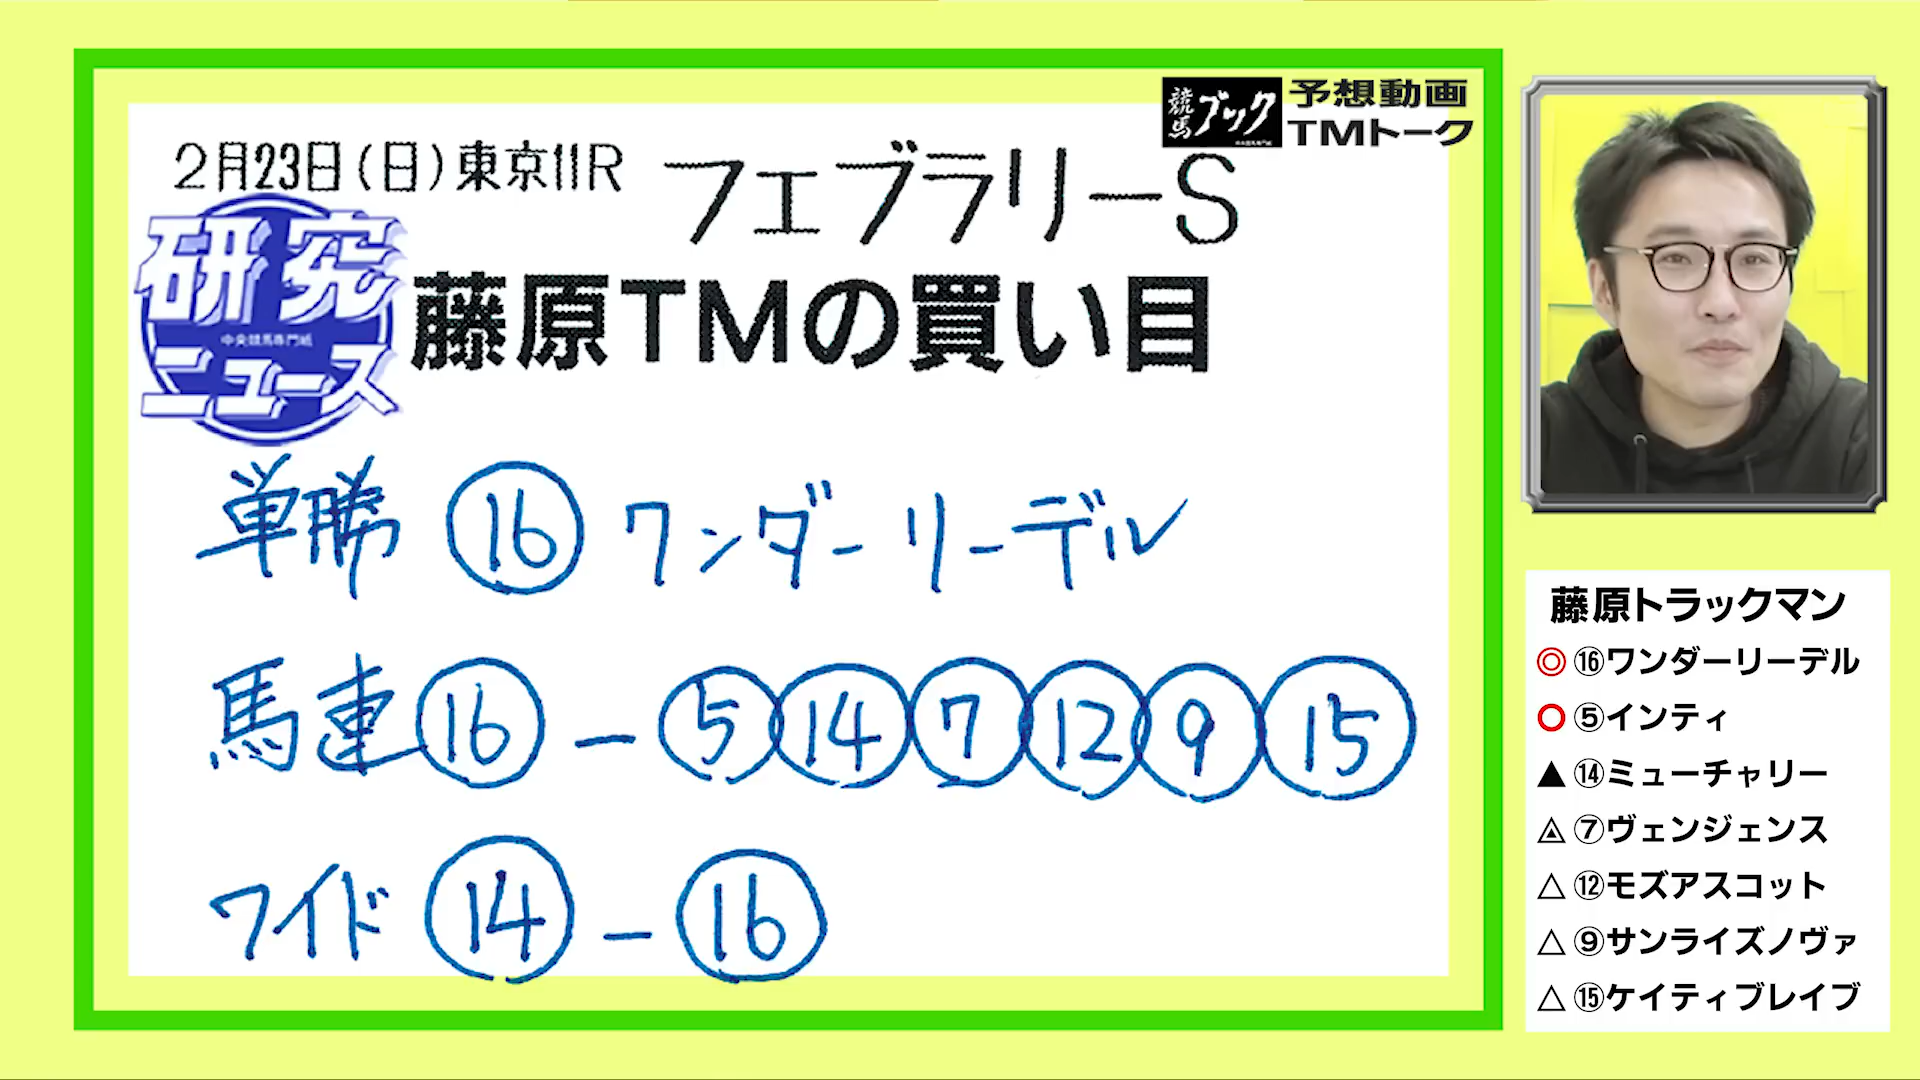 競馬ブック 予想動画
TMトーク
2月23日(日)東京11R フェブラリーS
研究
中央競馬専門紙
ニュース
藤原TMの買い目
単勝 ⑯ ワンダーリーデル
馬連 ⑯ - ⑤⑭⑦⑫⑨⑮
ワイド ⑭ - ⑯
藤原トラックマン
◎ ⑯ワンダーリーデル
○ ⑤インティ
▲ ⑭ミューチャリー
◬ ⑦ヴェンジェンス
△ ⑫モズアスコット
△ ⑨サンライズノヴァ
△ ⑮ケイティブレイブ